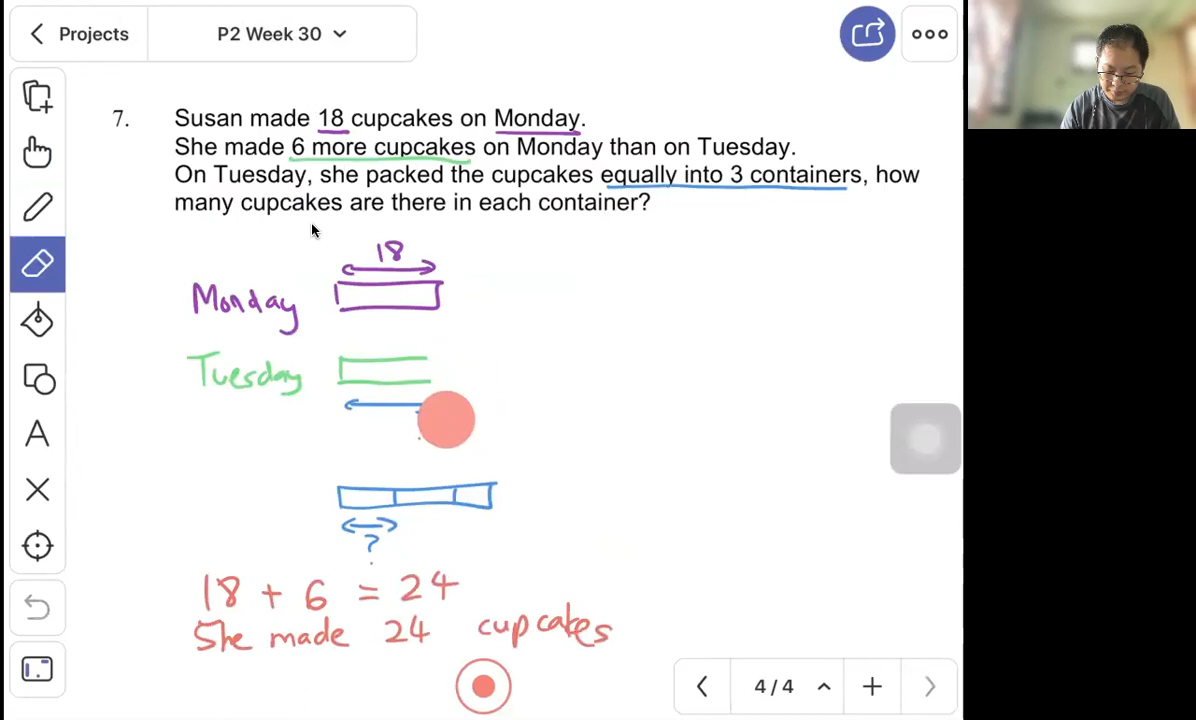 Projects
P2 Week 30
7. Susan made 18 cupcakes on Monday.
She made 6 more cupcakes on Monday than on Tuesday.
On Tuesday, she packed the cupcakes equally into 3 containers, how
many cupcakes are there in each container?
18
Monday
Tuesday
?
18 + 6 = 24
She made 24 cupcakes
4 / 4